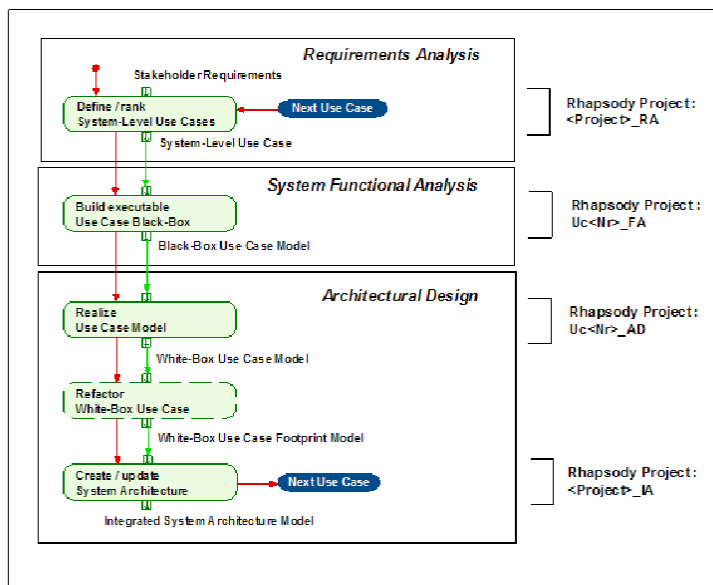 Requirements Analysis
Stakeholder Requirements
Define / rank
System-Level Use Cases
Next Use Case
System-Level Use Case
Rhapsody Project:
<Project>_RA
System Functional Analysis
Build executable
Use Case Black-Box
Black-Box Use Case Model
Rhapsody Project:
Uc<Nr>_FA
Architectural Design
Realize
Use Case Model
White-Box Use Case Model
Rhapsody Project:
Uc<Nr>_AD
Refactor
White-Box Use Case
White-Box Use Case Footprint Model
Create / update
System Architecture
Next Use Case
Integrated System Architecture Model
Rhapsody Project:
<Project>_IA